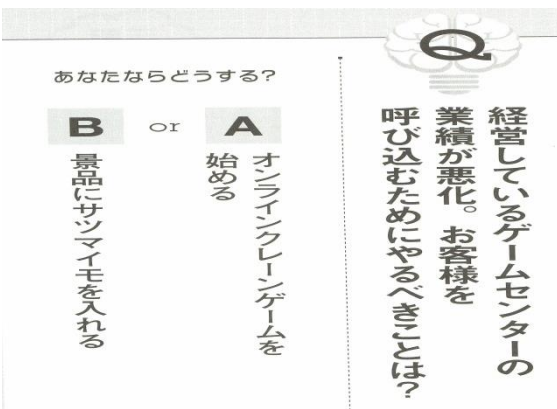 Q
経営しているゲームセンターの
業績が悪化。お客様を
呼び込むためにやるべきことは?
あなたならどうする?
A
オンラインクレーンゲームを
始める
or
B
景品にサツマイモを入れる